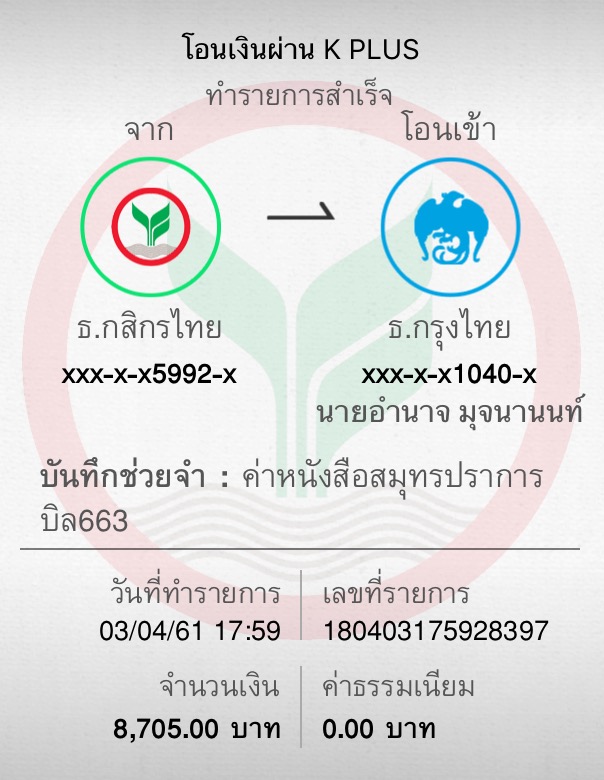 โอนเงินผ่าน K PLUS
ทำรายการสำเร็จ
จาก
โอนเข้า
ธ.กสิกรไทย
xxx-x-x5992-x
ธ.กรุงไทย
xxx-x-x1040-x
นายอำนาจ มุจนานนท์
บันทึกช่วยจำ : ค่าหนังสือสมุทรปราการ
บิล663
วันที่ทำรายการ
03/04/61 17:59
เลขที่รายการ
180403175928397
จำนวนเงิน
8,705.00 บาท
ค่าธรรมเนียม
0.00 บาท